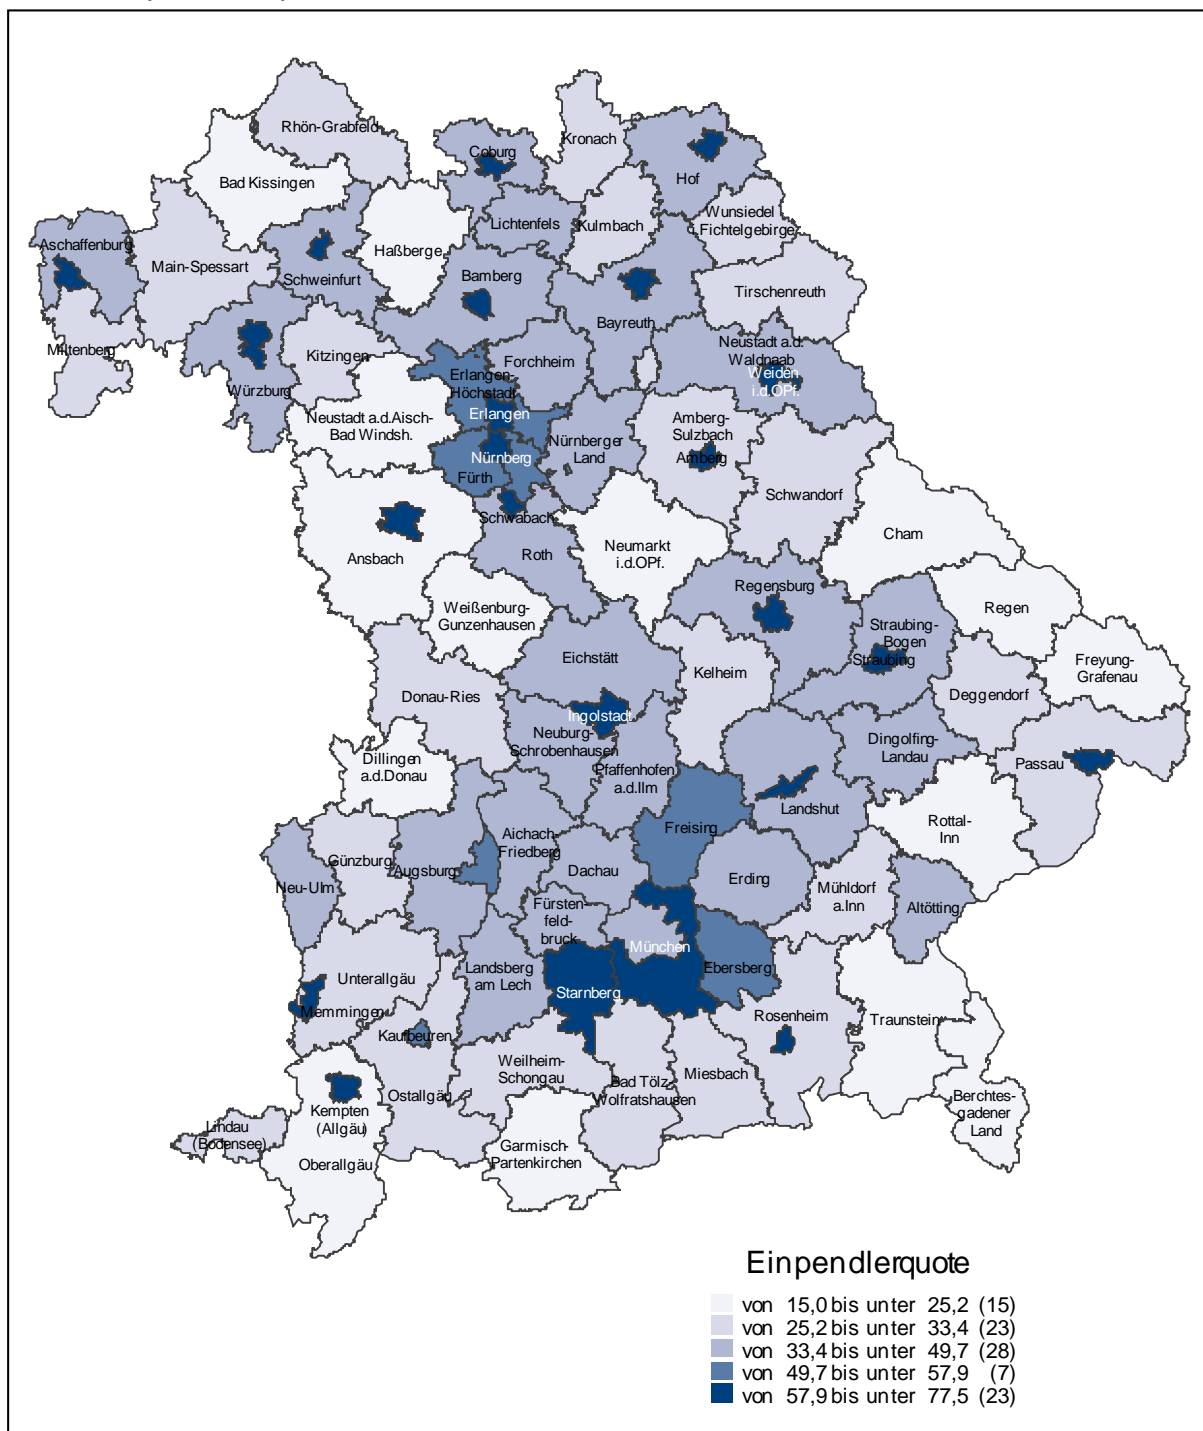 Rhön-Grabfeld
Kronach
Coburg
Bad Kissingen
Hof
Wunsiedel
i.Fichtelgebirge
Lichtenfels
Kulmbach
Aschaffenburg
Haßberge
Main-Spessart
Schweinfurt
Bamberg
Tirschenreuth
Bayreuth
Miltenberg
Kitzingen
Forchheim
Neustadt a.d.
Waldnaab
Weiden
i.d.OPf.
Erlangen-
Höchstadt
Würzburg
Erlangen
Neustadt a.d.Aisch-
Bad Windsh.
Amberg-
Sulzbach
Amberg
Nürnberger
Land
Nürnberg
Fürth
Schwandorf
Schwabach
Cham
Neumarkt
i.d.OPf.
Roth
Ansbach
Regensburg
Weißenburg-
Gunzenhausen
Regen
Straubing-
Bogen
Straubing
Eichstätt
Freyung-
Grafenau
Kelheim
Deggendorf
Donau-Ries
Ingolstadt
Neuburg-
Schrobenhausen
Dingolfing-
Landau
Dillingen
a.d.Donau
Passau
Pfaffenhofen
a.d.Ilm
Landshut
Freising
Rottal-
Inn
Aichach-
Friedberg
Günzburg
Augsburg
Dachau
Erding
Neu-Ulm
Mühldorf
a.Inn
Altötting
Fürsten-
feld-
bruck
München
Landsberg
am Lech
Ebersberg
Unterallgäu
Starnberg
Memmingen
Rosenheim
Traunstein
Kaufbeuren
Weilheim-
Schongau
Miesbach
Bad Tölz-
Wolfratshausen
Ostallgäu
Berchtes-
gadener
Land
Kempten
(Allgäu)
Lindau
(Bodensee)
Garmisch-
Partenkirchen
Oberallgäu
Einpendlerquote
von 15,0 bis unter 25,2 (15)
von 25,2 bis unter 33,4 (23)
von 33,4 bis unter 49,7 (28)
von 49,7 bis unter 57,9 (7)
von 57,9 bis unter 77,5 (23)